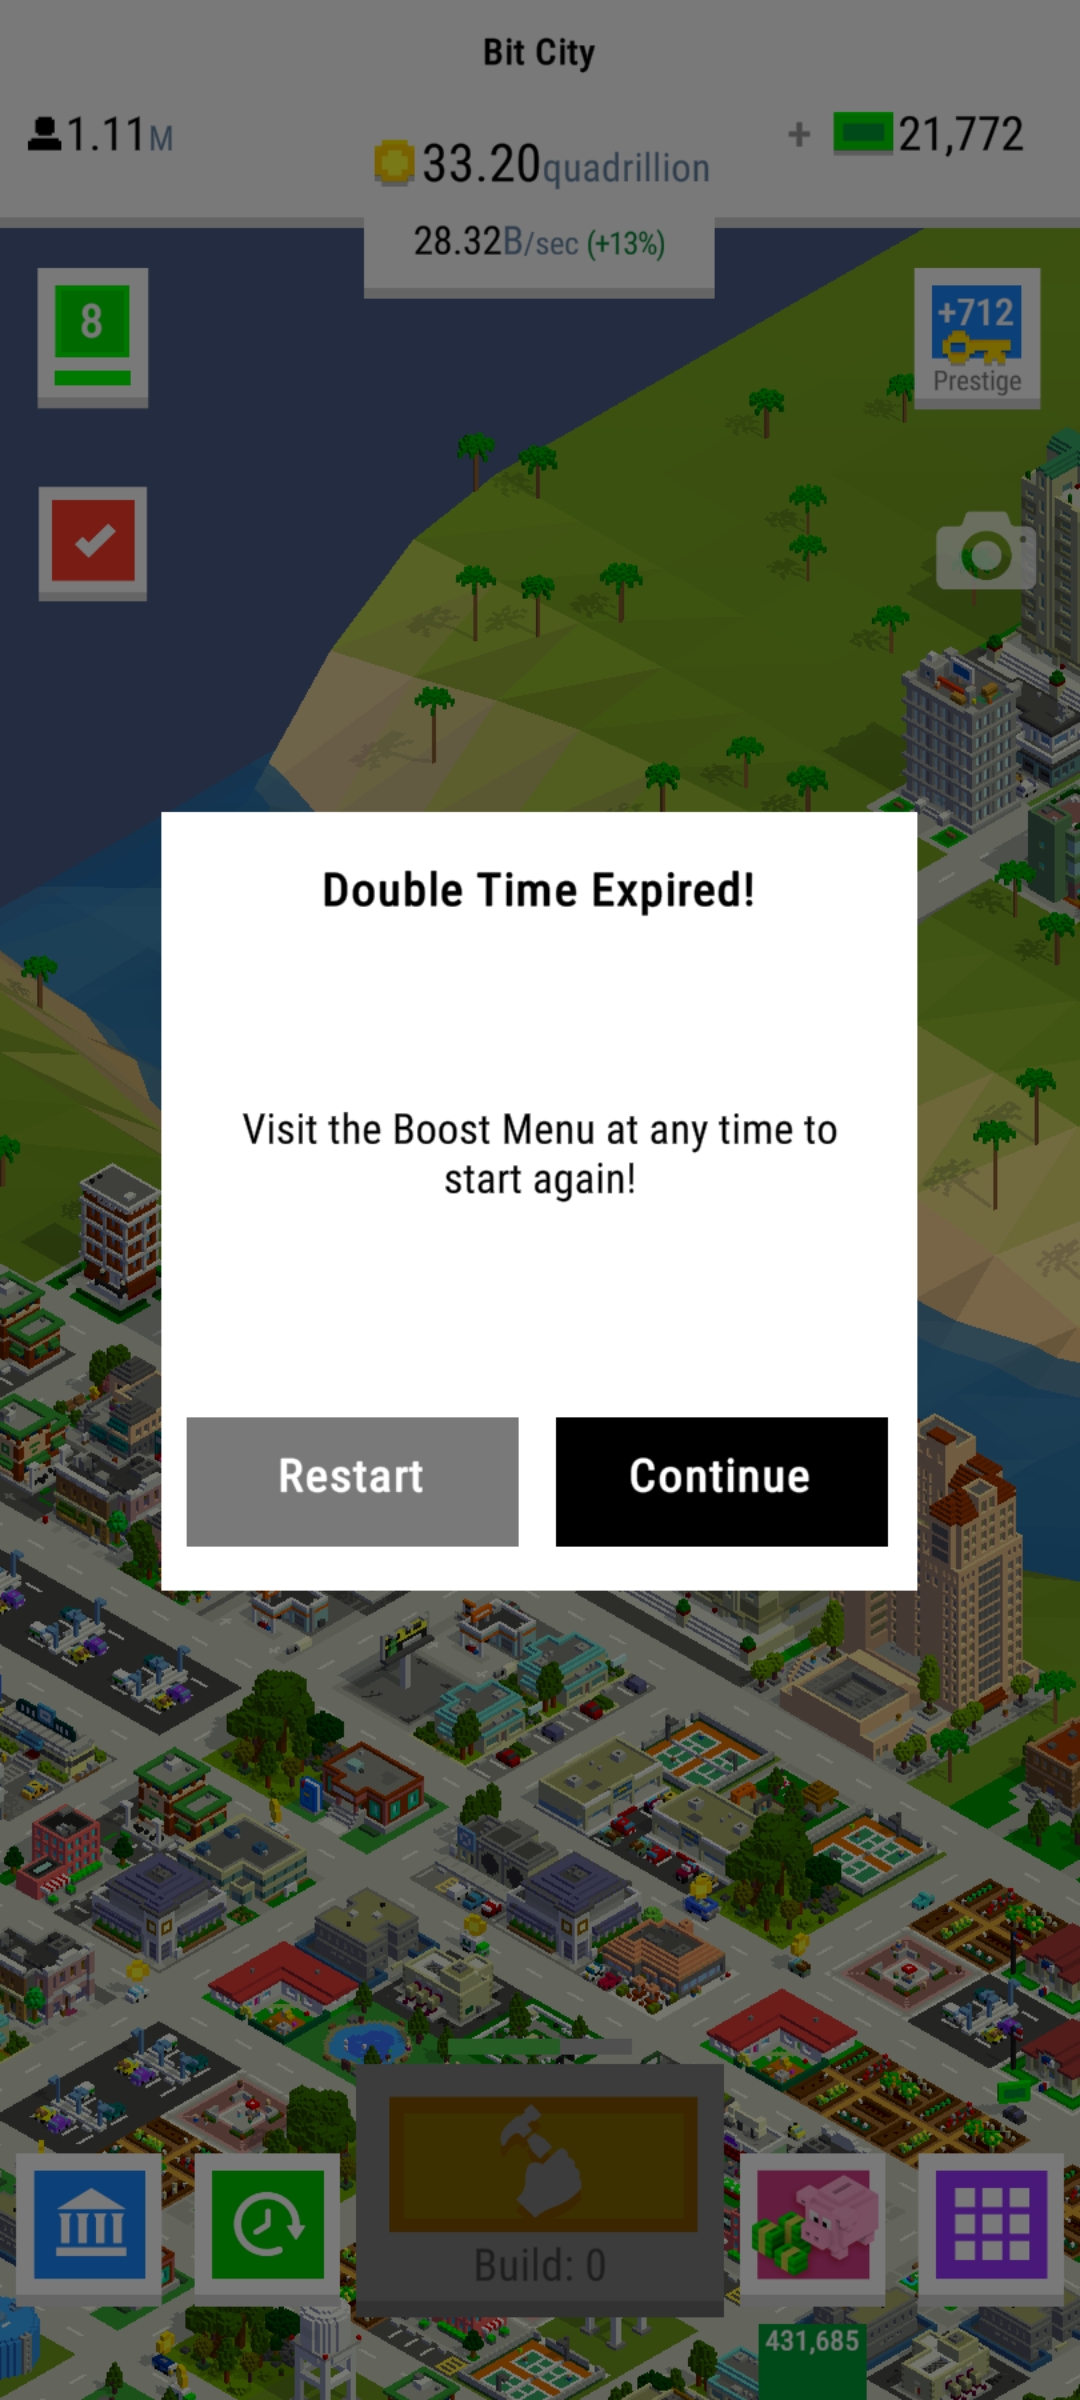 Bit City
1.11M
33.20quadrillion
+ 21,772
28.32B/sec (+13%)
8
+712
Prestige
Double Time Expired!
Visit the Boost Menu at any time to
start again!
Restart
Continue
Build: 0
431,685